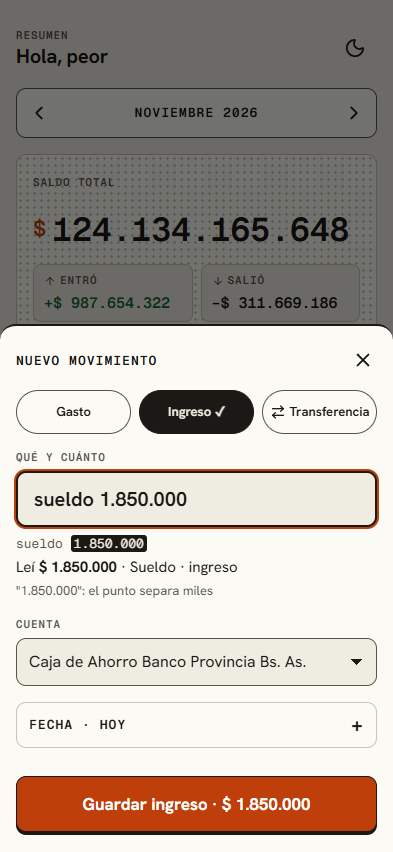 RESUMEN
Hola, peor
NOVIEMBRE 2026
SALDO TOTAL
$ 124.134.165.648
↑ ENTRÓ
+$ 987.654.322
↓ SALIÓ
−$ 311.669.186
NUEVO MOVIMIENTO
Gasto
Ingreso ✓
⇄ Transferencia
QUÉ Y CUÁNTO
sueldo 1.850.000
sueldo 1.850.000
Leí $ 1.850.000 · Sueldo · ingreso
"1.850.000": el punto separa miles
CUENTA
Caja de Ahorro Banco Provincia Bs. As.
FECHA · HOY +
Guardar ingreso · $ 1.850.000